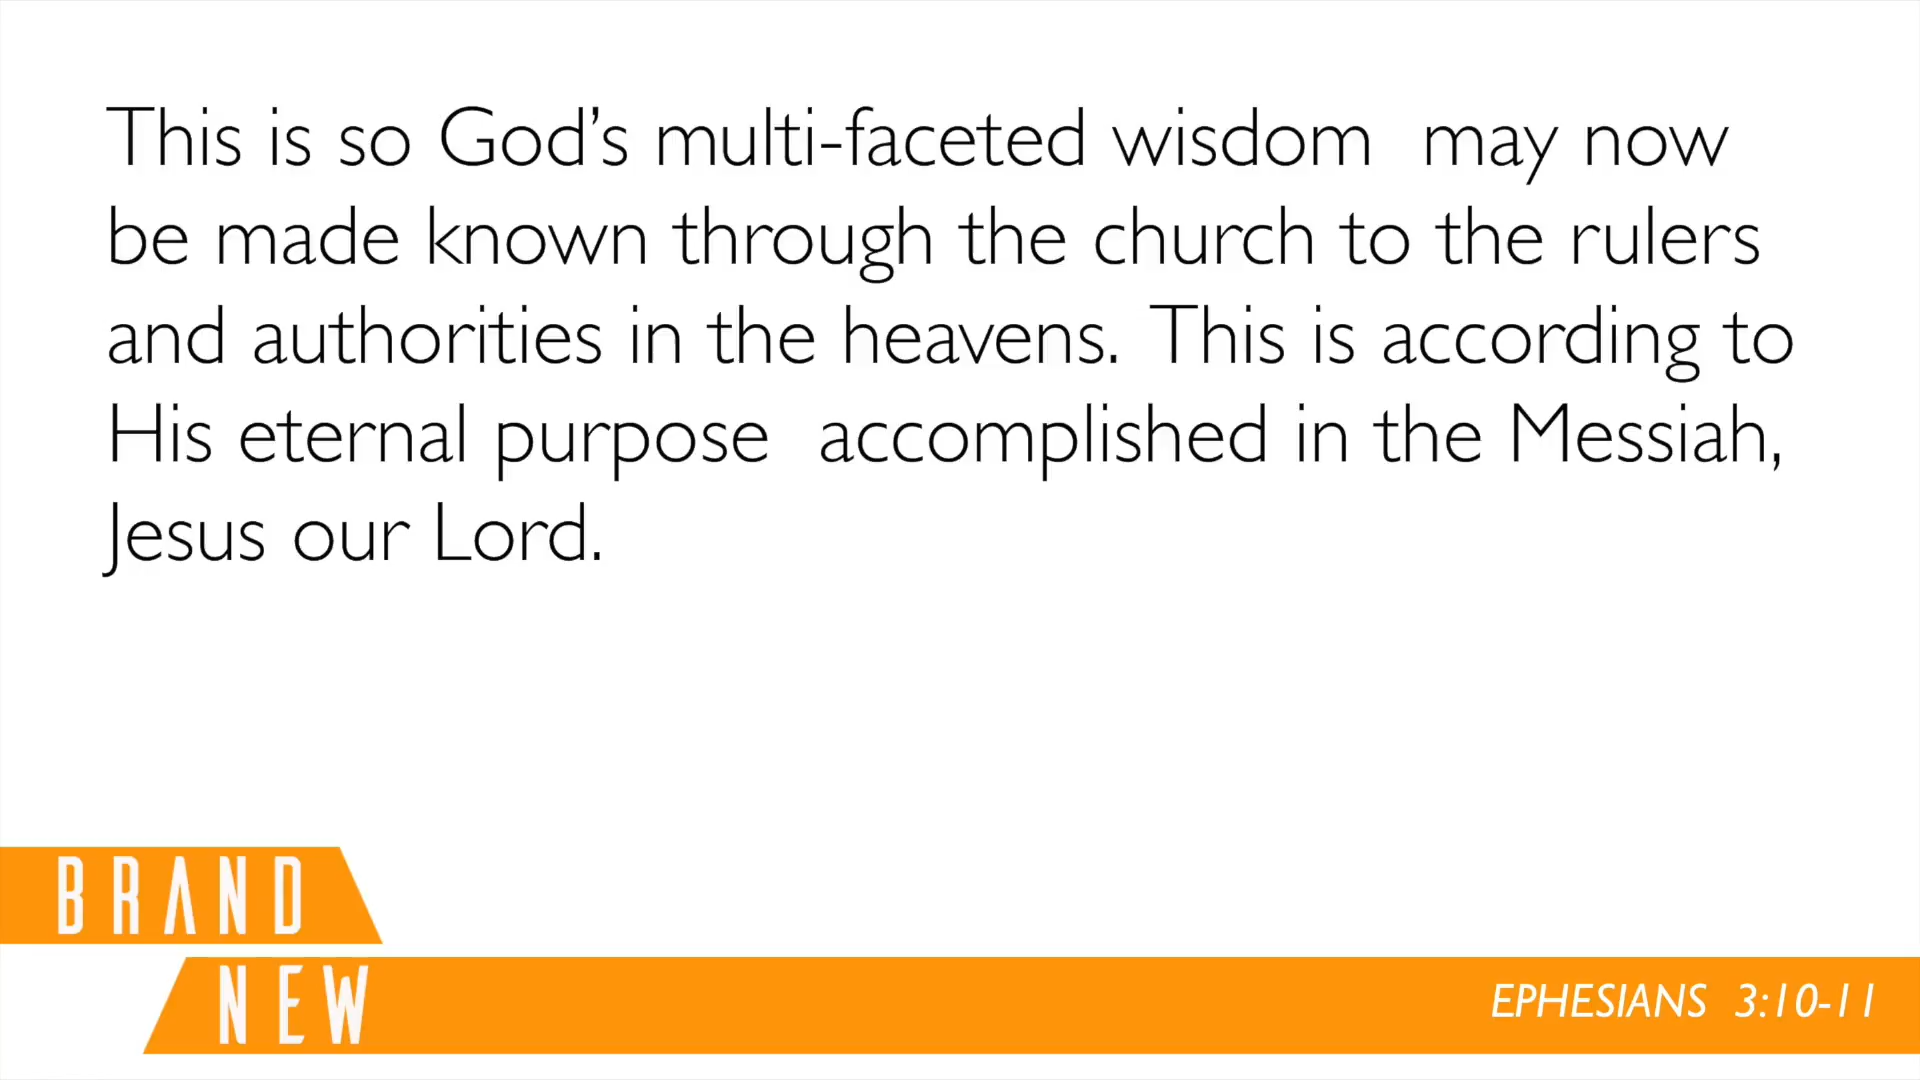 This is so God’s multi-faceted wisdom  may now
be made known through the church to the rulers
and authorities in the heavens. This is according to
His eternal purpose  accomplished in the Messiah,
Jesus our Lord.
BRAND
NEW
EPHESIANS 3:10-11